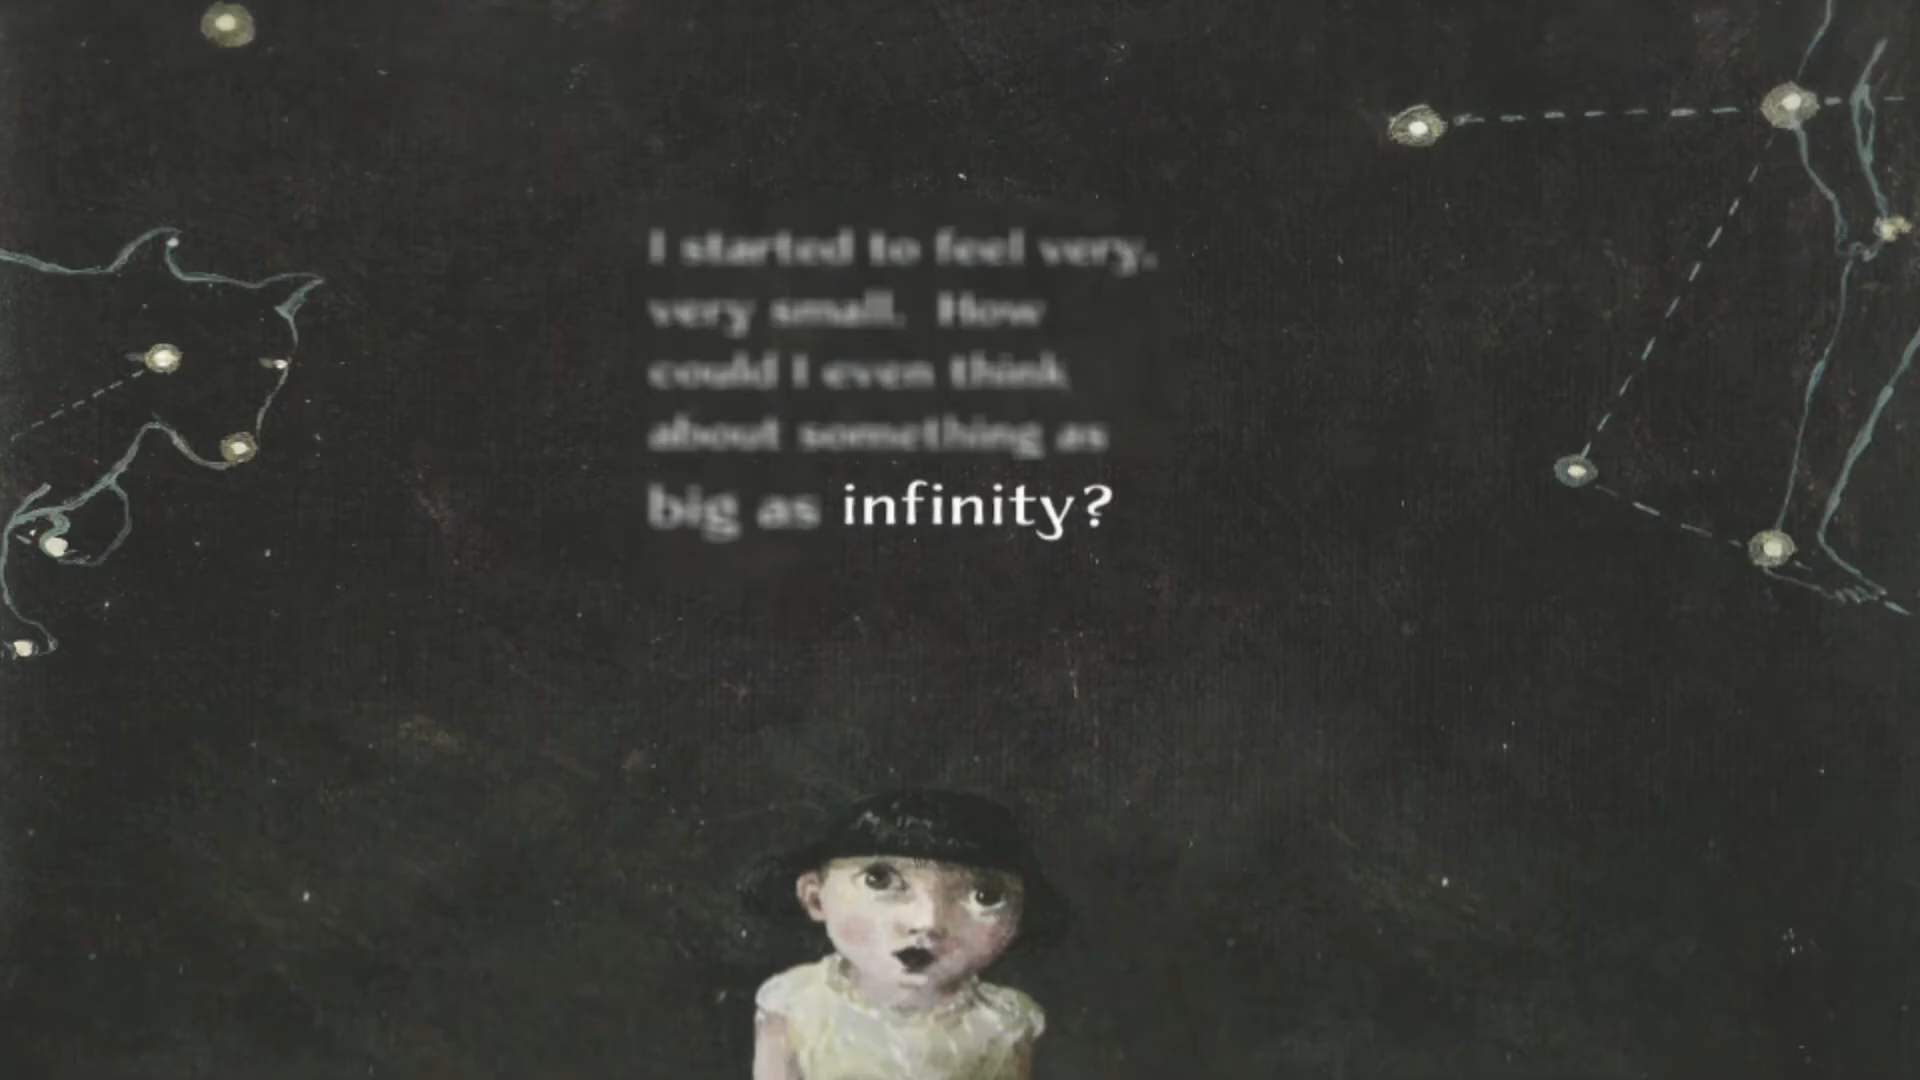 I started to feel very,
very small. How
could I even think
about something as
big as infinity?